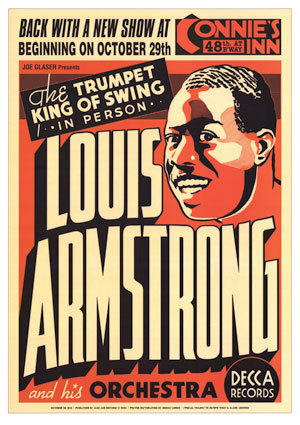 BACK WITH A NEW SHOW AT
BEGINNING ON OCTOBER 29th
CONNIE'S
48th. AT B'WAY
INN
JOE GLASER Presents
The TRUMPET
KING OF SWING
IN PERSON
LOUIS
ARMSTRONG
and his ORCHESTRA
DECCA
RECORDS